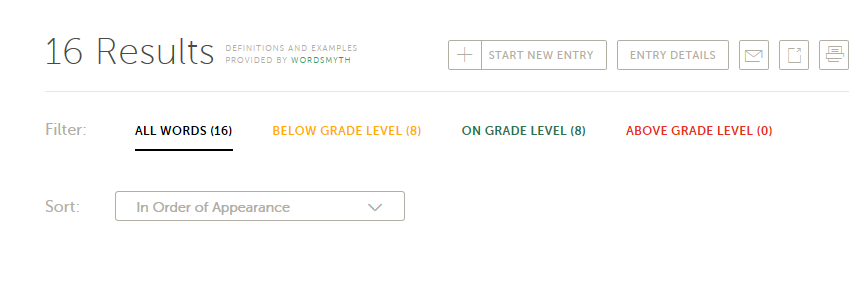 16 Results
DEFINITIONS AND EXAMPLES
PROVIDED BY WORDSMYTH
START NEW ENTRY
ENTRY DETAILS
Filter: ALL WORDS (16) BELOW GRADE LEVEL (8) ON GRADE LEVEL (8) ABOVE GRADE LEVEL (0)
Sort: In Order of Appearance